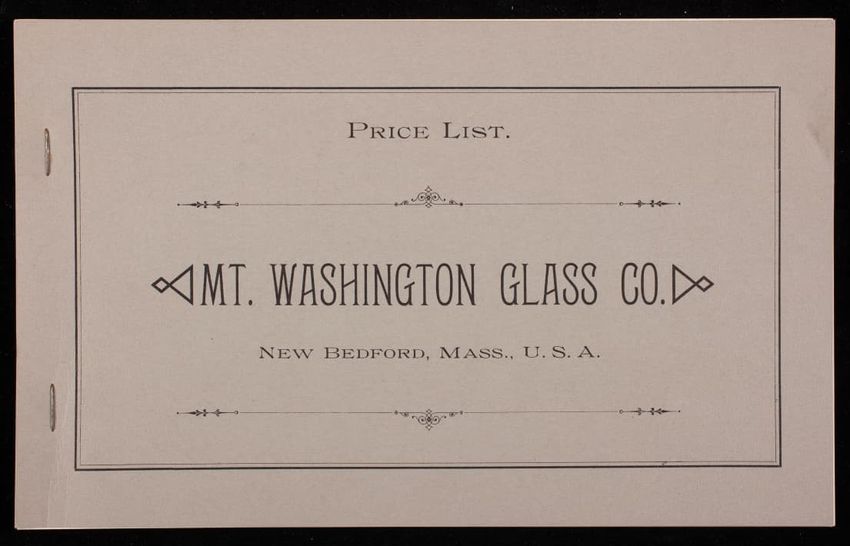 Price List.
MT. WASHINGTON GLASS CO.
New Bedford, Mass., U. S. A.